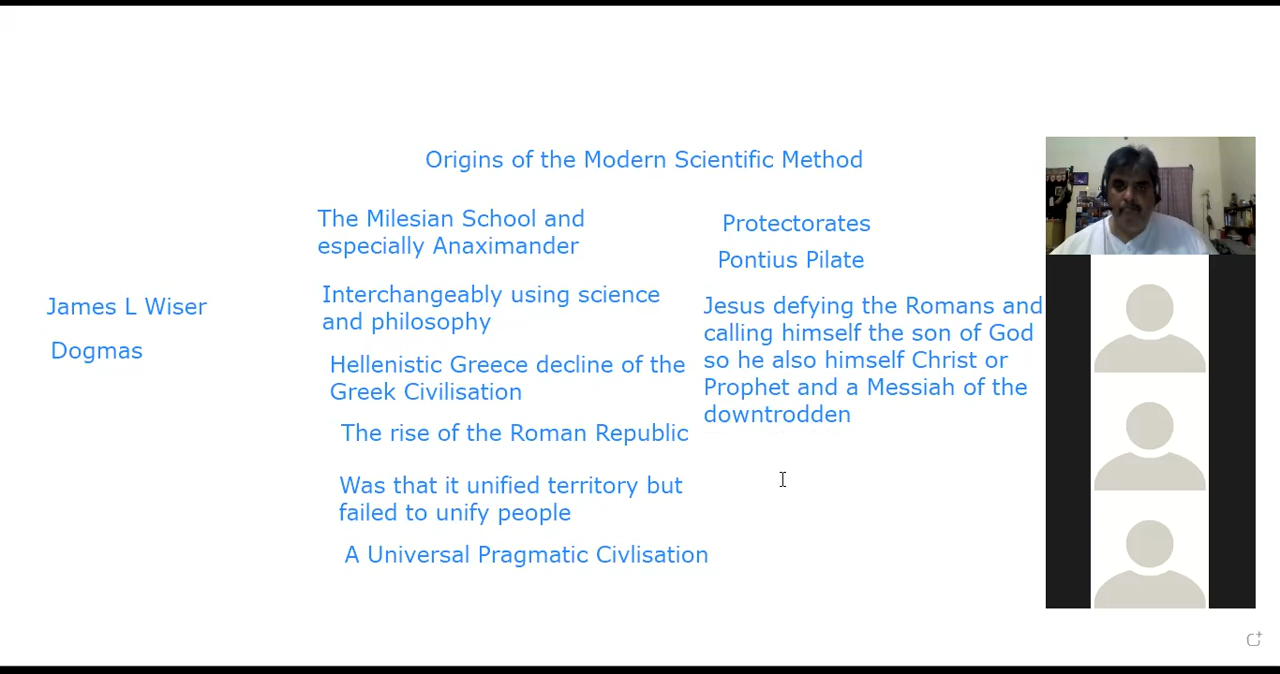 Origins of the Modern Scientific Method
James L Wiser
Dogmas
The Milesian School and
especially Anaximander
Interchangeably using science
and philosophy
Hellenistic Greece decline of the
Greek Civilisation
The rise of the Roman Republic
Was that it unified territory but
failed to unify people
A Universal Pragmatic Civlisation
Protectorates
Pontius Pilate
Jesus defying the Romans and
calling himself the son of God
so he also himself Christ or
Prophet and a Messiah of the
downtrodden